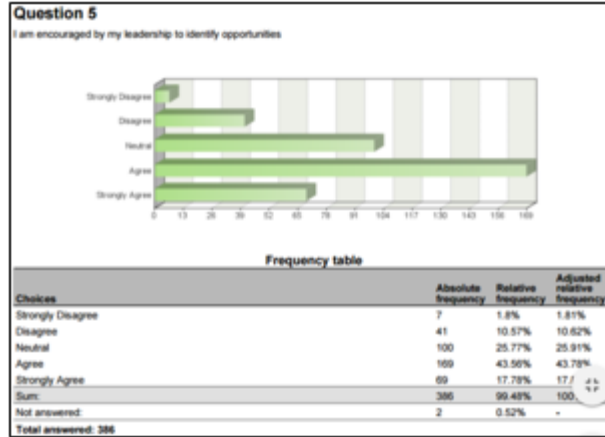 Question 5
I am encouraged by my leadership to identify opportunities
Strongly Disagree
Disagree
Neutral
Agree
Strongly Agree
0 13 26 39 52 65 78 91 104 117 130 143 156 169
Frequency table
Choices Absolute frequency Relative frequency Adjusted relative frequency
Strongly Disagree 7 1.8% 1.81%
Disagree 41 10.57% 10.62%
Neutral 100 25.77% 25.91%
Agree 169 43.56% 43.78%
Strongly Agree 69 17.78%
Sum: 386 99.48%
Not answered: 2 0.52% -
Total answered: 386